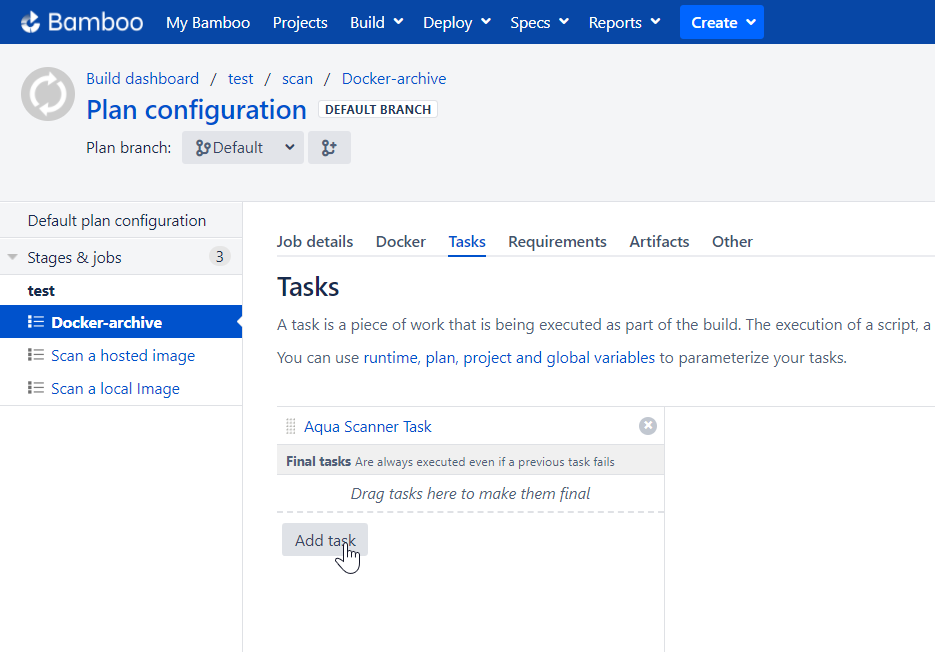 Bamboo My Bamboo Projects Build Deploy Specs Reports Create
Build dashboard / test / scan / Docker-archive
Plan configuration DEFAULT BRANCH
Plan branch: Default
Default plan configuration
Stages & jobs 3
test
Docker-archive
Scan a hosted image
Scan a local Image
Job details Docker Tasks Requirements Artifacts Other
Tasks
A task is a piece of work that is being executed as part of the build. The execution of a script, a
You can use runtime, plan, project and global variables to parameterize your tasks.
Aqua Scanner Task
Final tasks Are always executed even if a previous task fails
Drag tasks here to make them final
Add task